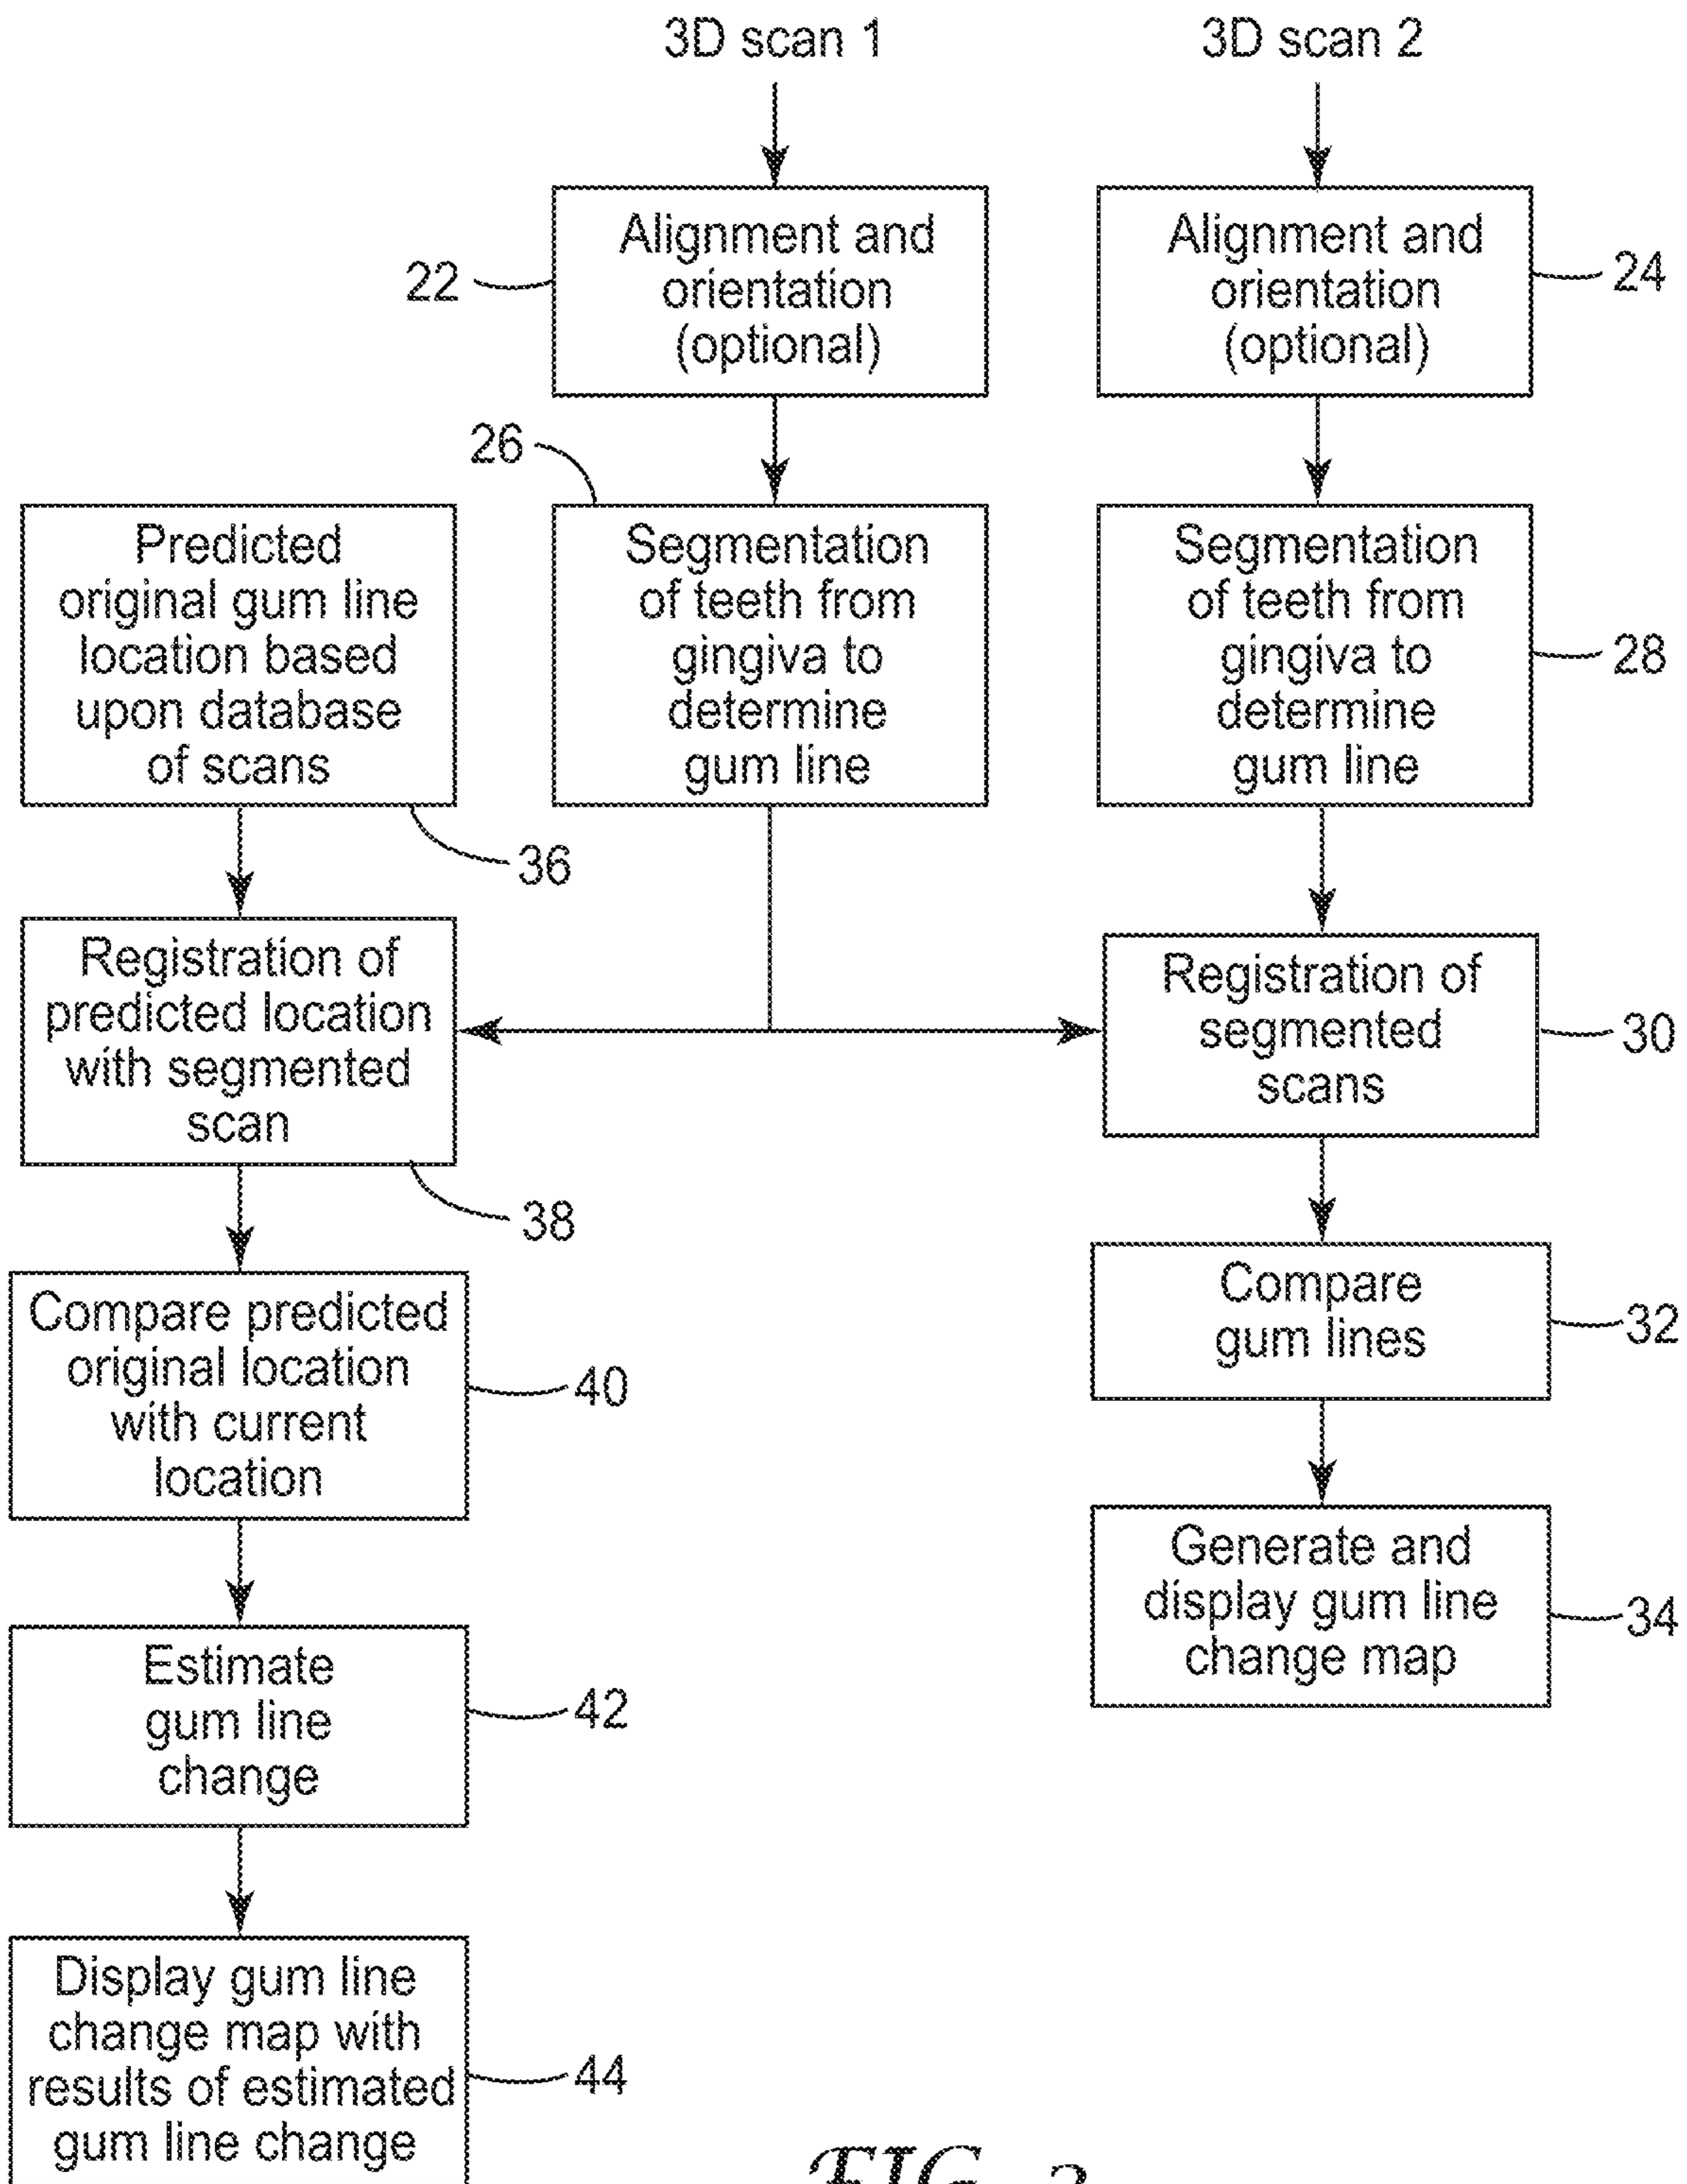 3D scan 1
3D scan 2
Alignment and
orientation
(optional)
22
Alignment and
orientation
(optional)
24
26
Predicted
original gum line
location based
upon database
of scans
36
Segmentation
of teeth from
gingiva to
determine
gum line
Segmentation
of teeth from
gingiva to
determine
gum line
28
Registration of
predicted location
with segmented
scan
38
Registration of
segmented
scans
30
Compare predicted
original location
with current
location
40
Compare
gum lines
32
Estimate
gum line
change
42
Generate and
display gum line
change map
34
Display gum line
change map with
results of estimated
gum line change
44
FIG.